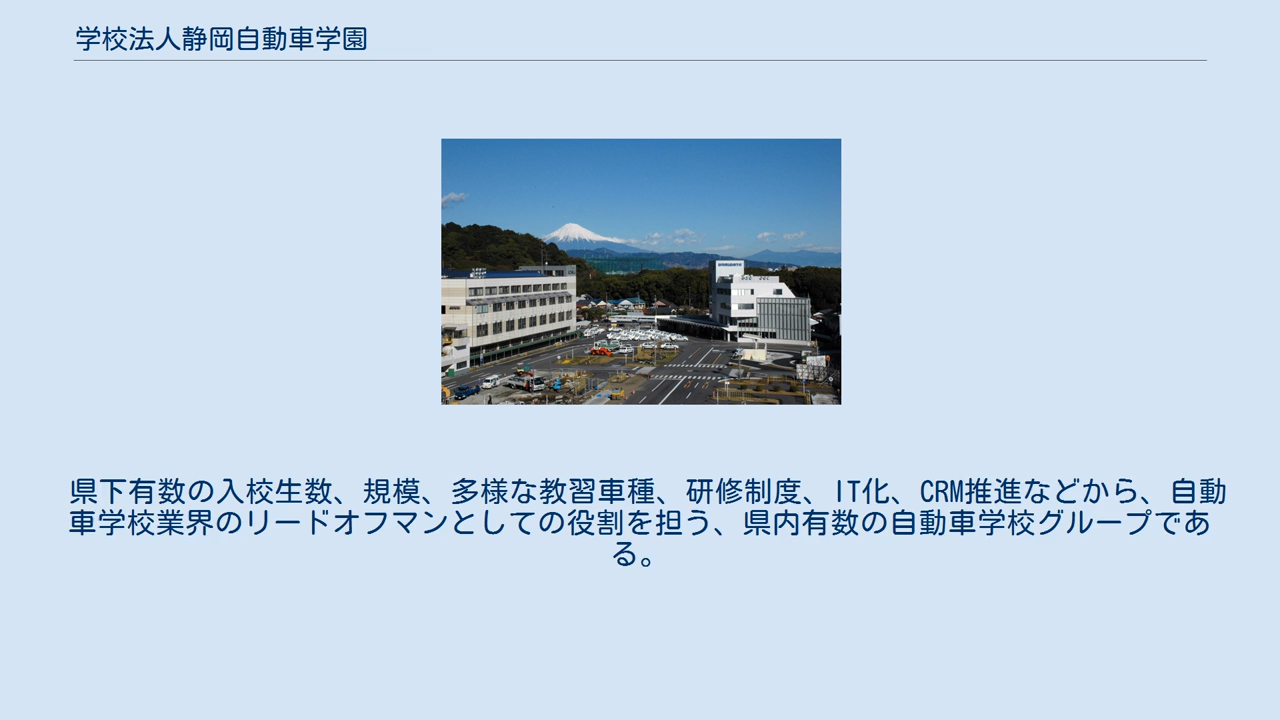 学校法人静岡自動車学園
県下有数の入校生数、規模、多様な教習車種、研修制度、IT化、CRM推進などから、自動
車学校業界のリードオフマンとしての役割を担う、県内有数の自動車学校グループであ
る。